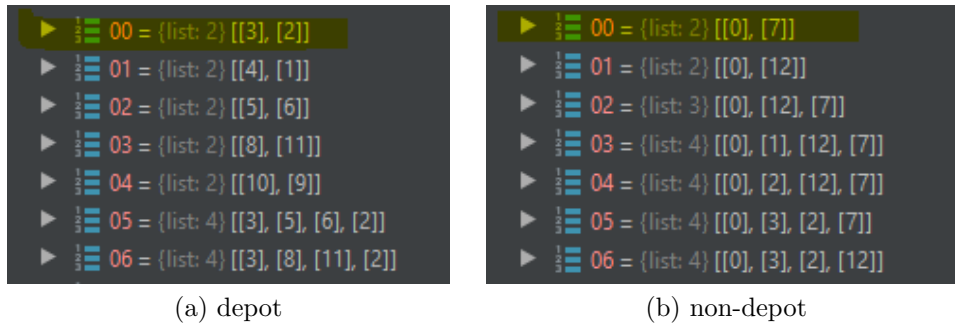 00 = {list: 2} [[3], [2]]
01 = {list: 2} [[4], [1]]
02 = {list: 2} [[5], [6]]
03 = {list: 2} [[8], [11]]
04 = {list: 2} [[10], [9]]
05 = {list: 4} [[3], [5], [6], [2]]
06 = {list: 4} [[3], [8], [11], [2]]
(a) depot
00 = {list: 2} [[0], [7]]
01 = {list: 2} [[0], [12]]
02 = {list: 3} [[0], [12], [7]]
03 = {list: 4} [[0], [1], [12], [7]]
04 = {list: 4} [[0], [2], [12], [7]]
05 = {list: 4} [[0], [3], [2], [7]]
06 = {list: 4} [[0], [3], [2], [12]]
(b) non-depot